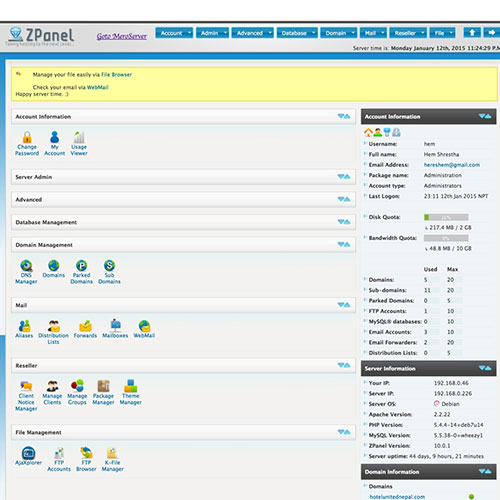 ZPanel
Taking hosting to the next level...
Goto MeroServer
Account
Admin
Advanced
Database
Domain
Mail
Reseller
File
Server time is: Monday January 12th, 2015 11:24:29 P
Manage your file easily via File Browser
Check your email via WebMail
Happy server time. :)
Account Information
Change Password
My Account
Usage Viewer
Server Admin
Advanced
Database Management
Domain Management
DNS Manager
Domains
Parked Domains
Sub Domains
Mail
Aliases
Distribution Lists
Forwards
Mailboxes
WebMail
Reseller
Client Notice Manager
Manage Clients
Manage Groups
Package Manager
Theme Manager
File Management
AjaXplorer
FTP Accounts
FTP Browser
K-File Manager
Account Information
Username: hem
Full name: Hem Shrestha
Email Address: hereshem@gmail.com
Package name: Administration
Account type: Administrators
Last Logon: 23:11 12th Jan 2015 NPT
Disk Quota:
217.4 MB / 2 GB
Bandwidth Quota:
48.8 MB / 10 GB
Used Max
Domains: 5 20
Sub-domains: 11 20
Parked Domains: 0 5
FTP Accounts: 1 10
MySQL® databases: 0 10
Email Accounts: 3 10
Email Forwarders: 2 20
Distribution Lists: 0 5
Server Information
Your IP: 192.168.0.46
Server IP: 192.168.0.226
Server OS: Debian
Apache Version: 2.2.22
PHP Version: 5.4.4-14+deb7u14
MySQL Version: 5.5.38-0+wheezy1
ZPanel Version: 10.0.1
Server uptime: 44 days, 9 hours, 21 minutes
Domain Information
Domains
hotelunitednepal.com